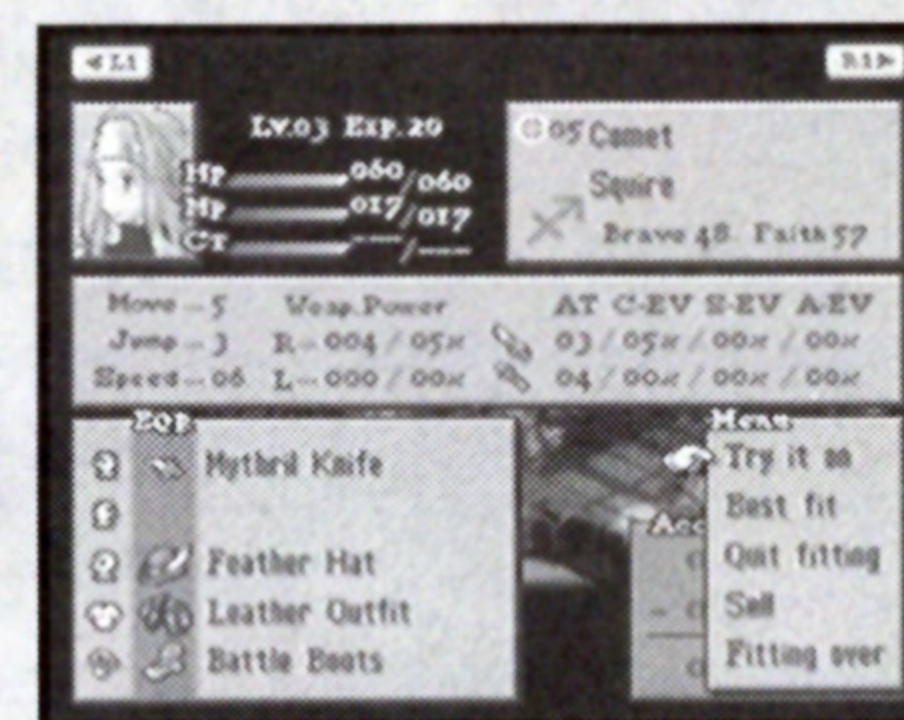 ◄L1
R1►
Lv.03 Exp.20
Hp 060/060
Mp 017/017
CT ---/---
05 Comet
Squire
Brave 48 Faith 57
Move-5 Weap.Power AT C-EV S-EV A-EV
Jump-3 R-004/05% 03/05%/00%/00%
Speed-06 L-000/00% 04/00%/00%/00%
Eqp.
Mythril Knife
Feather Hat
Leather Outfit
Battle Boots
Menu
Try it on
Best fit
Quit fitting
Sell
Fitting over